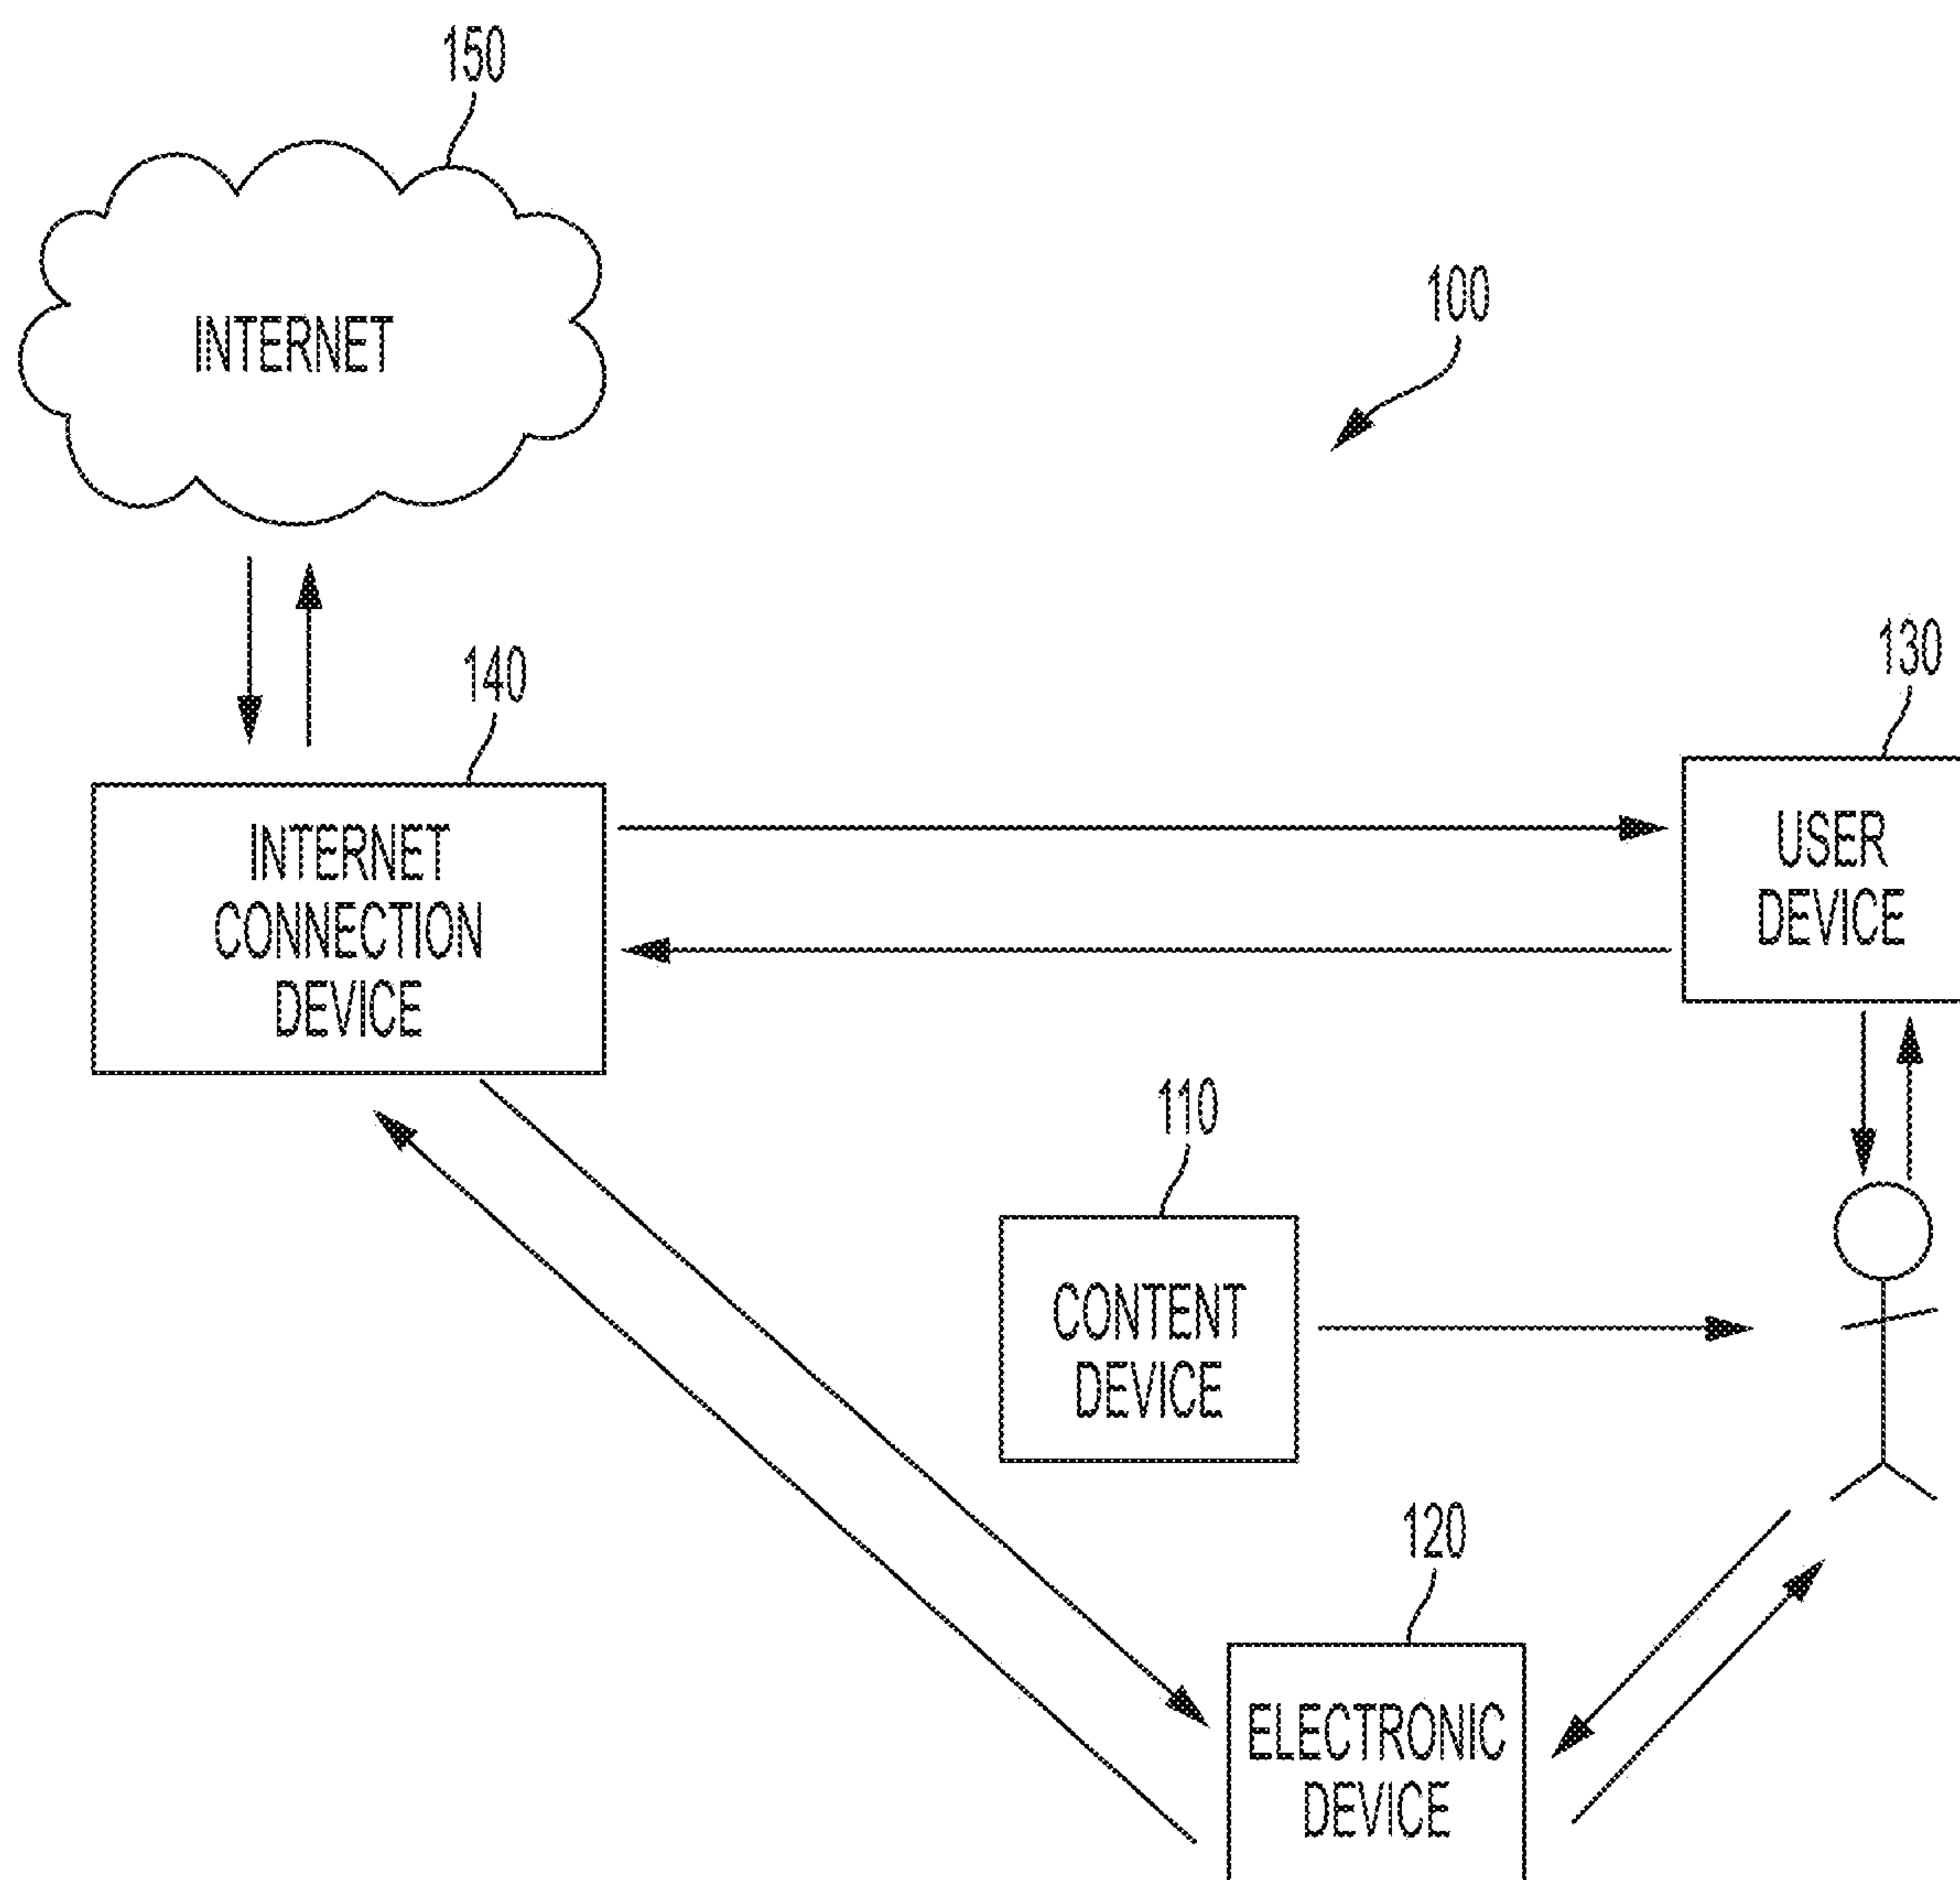 150
INTERNET
100
140
130
INTERNET
CONNECTION
DEVICE
USER
DEVICE
110
CONTENT
DEVICE
120
ELECTRONIC
DEVICE